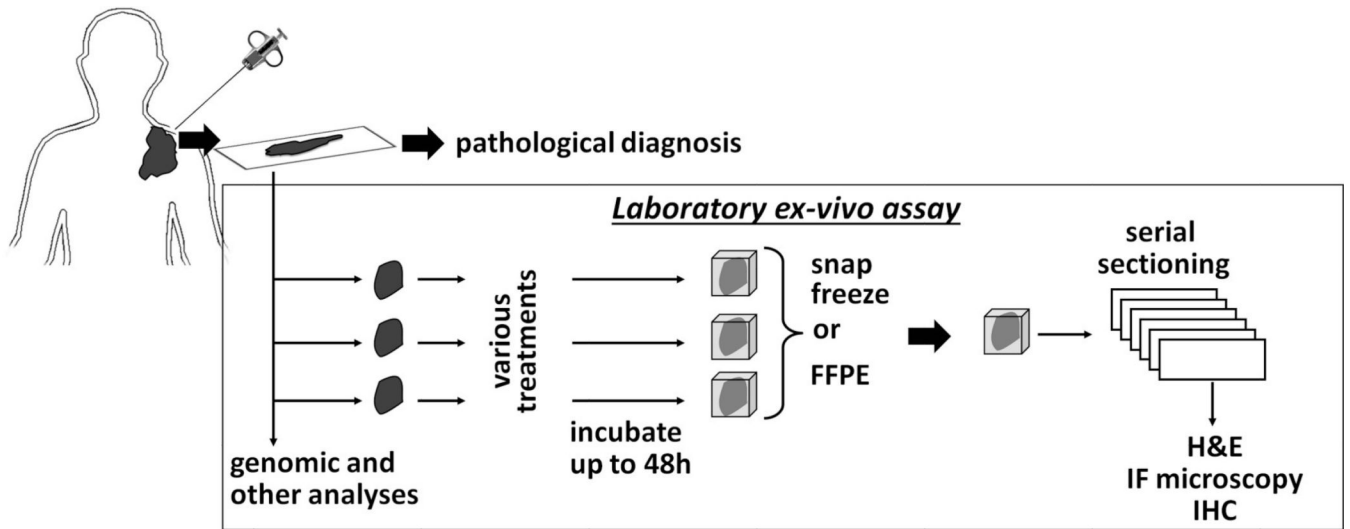 pathological diagnosis
Laboratory ex-vivo assay
various
treatments
incubate
up to 48h
snap
freeze
or
FFPE
serial
sectioning
genomic and
other analyses
H&E
IF microscopy
IHC